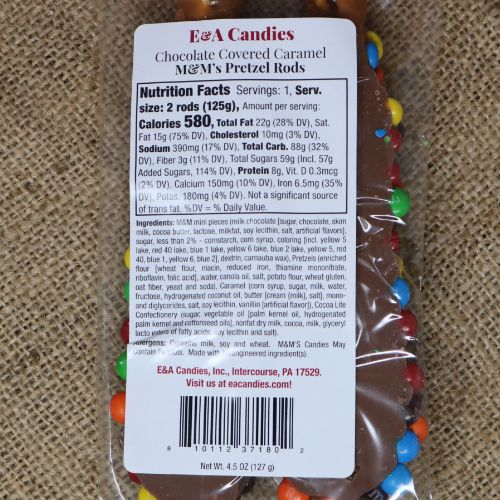 E&A Candies
Chocolate Covered Caramel
M&M's Pretzel Rods
Nutrition Facts Servings: 1, Serv.
size: 2 rods (125g), Amount per serving:
Calories 580, Total Fat 22g (28% DV), Sat.
Fat 15g (75% DV), Cholesterol 10mg (3% DV),
Sodium 390mg (17% DV), Total Carb. 88g (32%
DV), Fiber 3g (11% DV), Total Sugars 59g (Incl. 57g
Added Sugars, 114% DV), Protein 8g, Vit. D 0.3mcg
(2% DV), Calcium 150mg (10% DV), Iron 6.5mg (35%
DV), Potas. 180mg (4% DV). Not a significant source
of trans fat. %DV = % Daily Value.
Ingredients: M&M mini pieces (milk chocolate [sugar, chocolate, skim
milk, cocoa butter, lactose, milkfat, soy lecithin, salt, artificial flavors],
sugar, less than 2% - cornstarch, corn syrup, coloring [incl. yellow 5
lake, red 40 lake, blue 1 lake, yellow 6 lake, blue 2 lake, yellow 5, red
40, blue 1, yellow 6, blue 2], dextrin, carnauba wax), Pretzels (enriched
flour [wheat flour, niacin, reduced iron, thiamine mononitrate,
riboflavin, folic acid], water, canola oil, salt, potato flour, wheat gluten,
oat fiber, yeast and soda). Caramel (corn syrup, sugar, milk, water,
fructose, hydrogenated coconut oil, butter [cream (milk), salt], mono-
and diglycerides, salt, soy lecithin, vanillin [artificial flavor]), Cocoa Lite
Confectionery (sugar, vegetable oil [palm kernel oil, hydrogenated
palm kernel and cottonseed oils], nonfat dry milk, cocoa, milk, glyceryl
lacto esters of fatty acids, soy lecithin and salt).
Allergens: Contains milk, soy and wheat. M&M'S Candies May
Contain Peanuts. Made with bioengineered ingredient(s).
E&A Candies, Inc., Intercourse, PA 17529.
Visit us at eacandies.com!
8 10112 37180 2
Net Wt. 4.5 OZ (127 g)